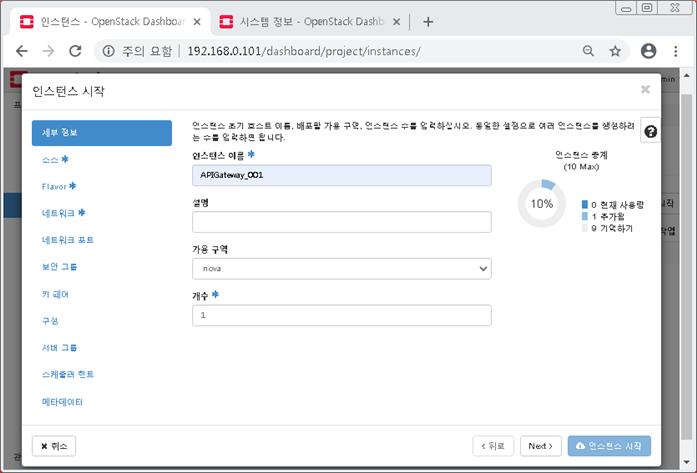 인스턴스 - OpenStack Dashboar
시스템 정보 - OpenStack Dashb
주의 요함 | 192.168.0.101/dashboard/project/instances/
인스턴스 시작
세부 정보
소스 *
Flavor *
네트워크 *
네트워크 포트
보안 그룹
키 페어
구성
서버 그룹
스케줄러 힌트
메타데이터
인스턴스 초기 호스트 이름, 배포할 가용 구역, 인스턴스 수를 입력하십시오. 동일한 설정으로 여러 인스턴스를 생성하려
는 수를 입력하면 됩니다.
인스턴스 이름 *
APIGateway_001
설명
가용 구역
nova
개수 *
1
인스턴스 총계
(10 Max)
10%
0 현재 사용량
1 추가됨
9 기억하기
시작
작업
✖ 취소
< 뒤로
Next >
인스턴스 시작